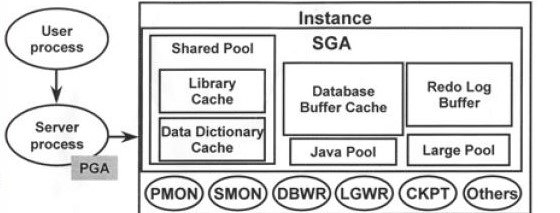 Instance
SGA
User
process
Shared Pool
Library
Cache
Data Dictionary
Cache
Database
Buffer Cache
Redo Log
Buffer
Java Pool
Large Pool
Server
process
PGA
PMON
SMON
DBWR
LGWR
CKPT
Others